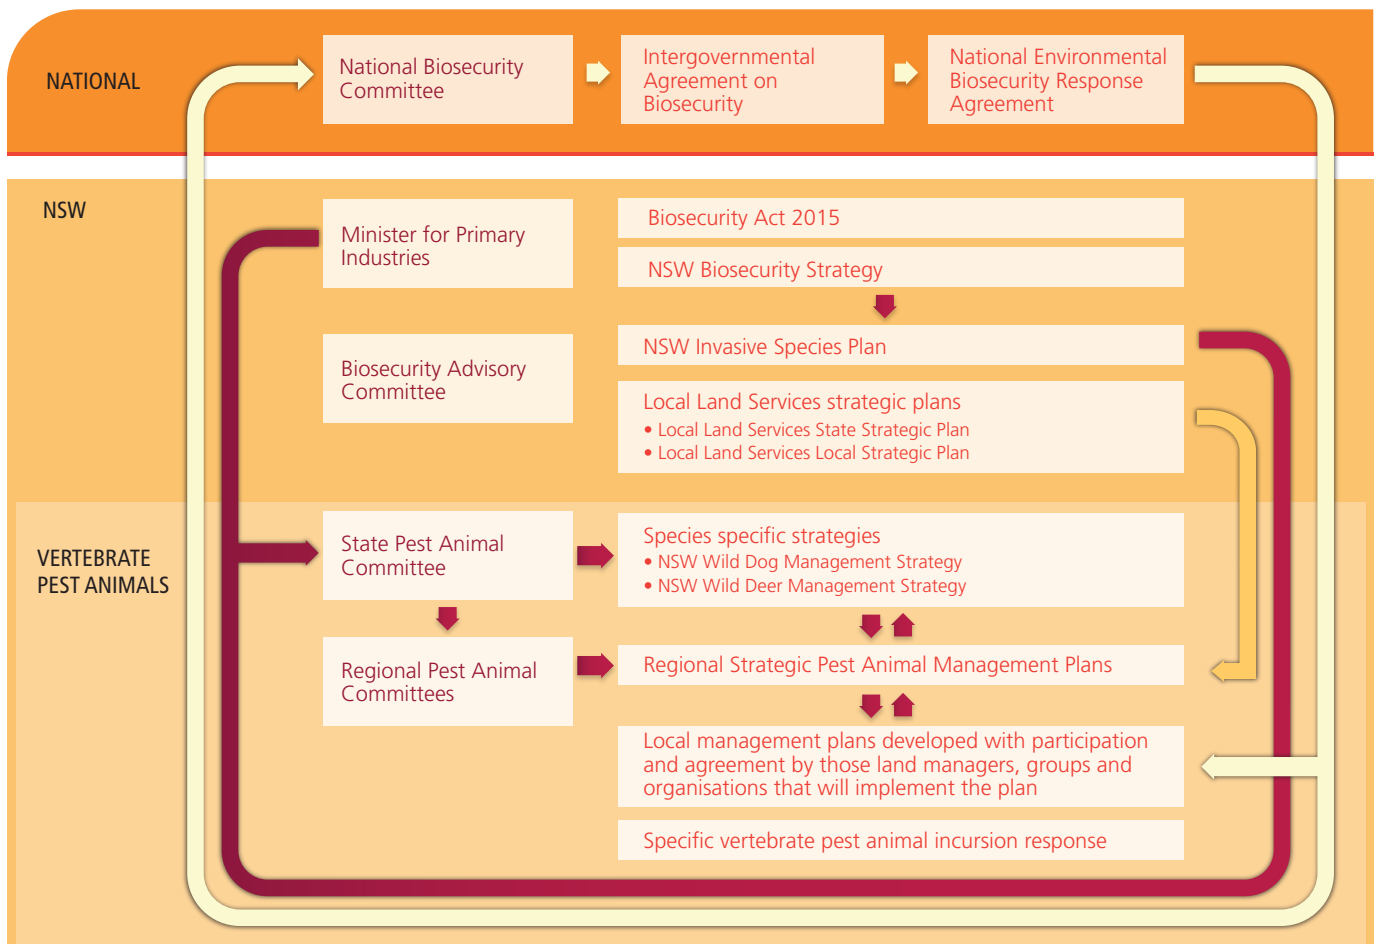 NATIONAL
National Biosecurity
Committee
Intergovernmental
Agreement on
Biosecurity
National Environmental
Biosecurity Response
Agreement
NSW
Minister for Primary
Industries
Biosecurity Act 2015
NSW Biosecurity Strategy
NSW Invasive Species Plan
Biosecurity Advisory
Committee
Local Land Services strategic plans
• Local Land Services State Strategic Plan
• Local Land Services Local Strategic Plan
VERTEBRATE
PEST ANIMALS
State Pest Animal
Committee
Species specific strategies
• NSW Wild Dog Management Strategy
• NSW Wild Deer Management Strategy
Regional Pest Animal
Committees
Regional Strategic Pest Animal Management Plans
Local management plans developed with participation
and agreement by those land managers, groups and
organisations that will implement the plan
Specific vertebrate pest animal incursion response